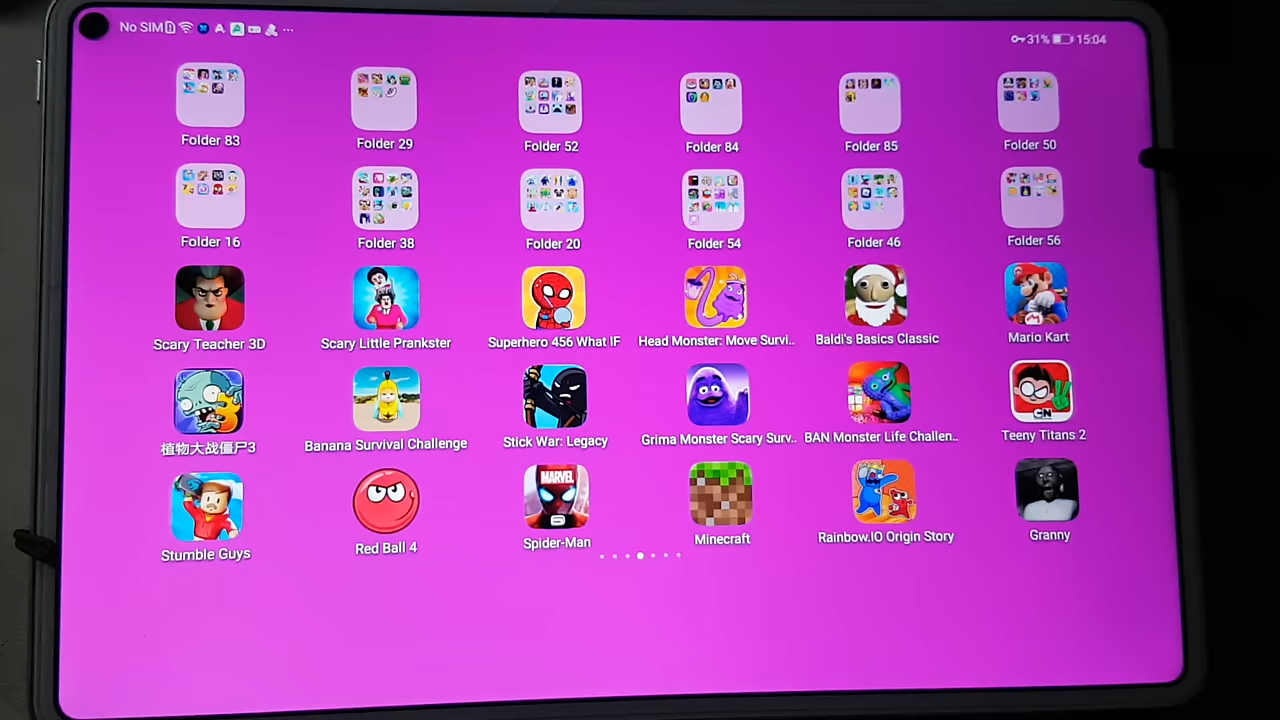 No SIM
31% 15:04
Folder 83
Folder 29
Folder 52
Folder 84
Folder 85
Folder 50
Folder 16
Folder 38
Folder 20
Folder 54
Folder 46
Folder 56
Scary Teacher 3D
Scary Little Prankster
Superhero 456 What IF
Head Monster: Move Survi..
Baldi's Basics Classic
Mario Kart
3
CN
植物大战僵尸3
Banana Survival Challenge
Stick War: Legacy
Grima Monster Scary Surv..
BAN Monster Life Challen..
Teeny Titans 2
MARVEL
Stumble Guys
Red Ball 4
Spider-Man
Minecraft
Rainbow.IO Origin Story
Granny